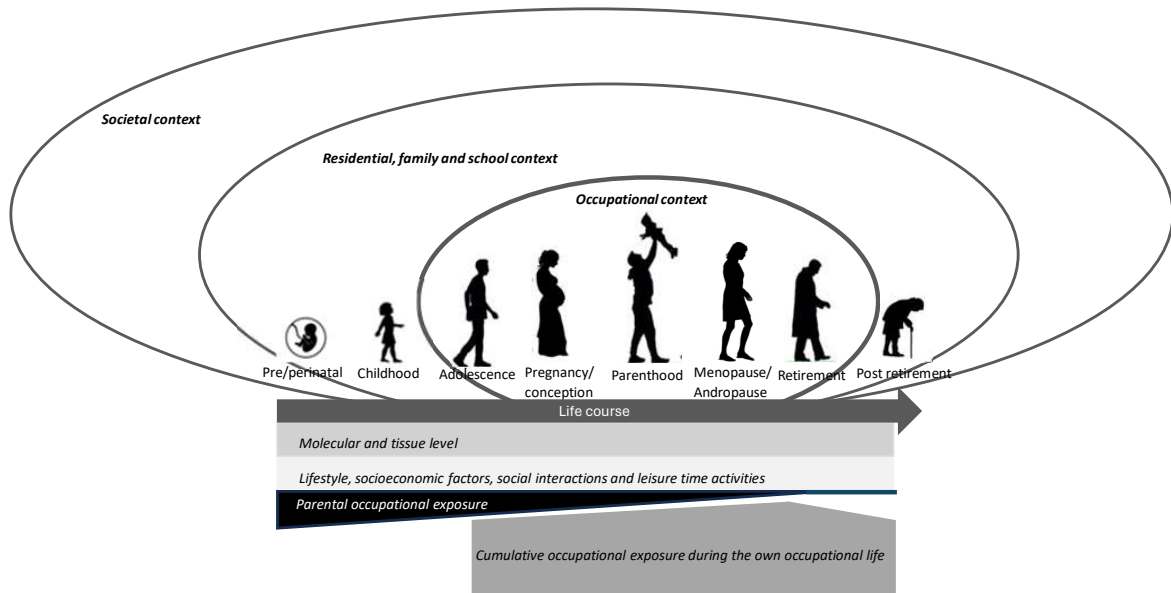 Societal context
Residential, family and school context
Occupational context
Pre/perinatal
Childhood
Adolescence
Pregnancy/
conception
Parenthood
Menopause/
Andropause
Retirement
Post retirement
Life course
Molecular and tissue level
Lifestyle, socioeconomic factors, social interactions and leisure time activities
Parental occupational exposure
Cumulative occupational exposure during the own occupational life